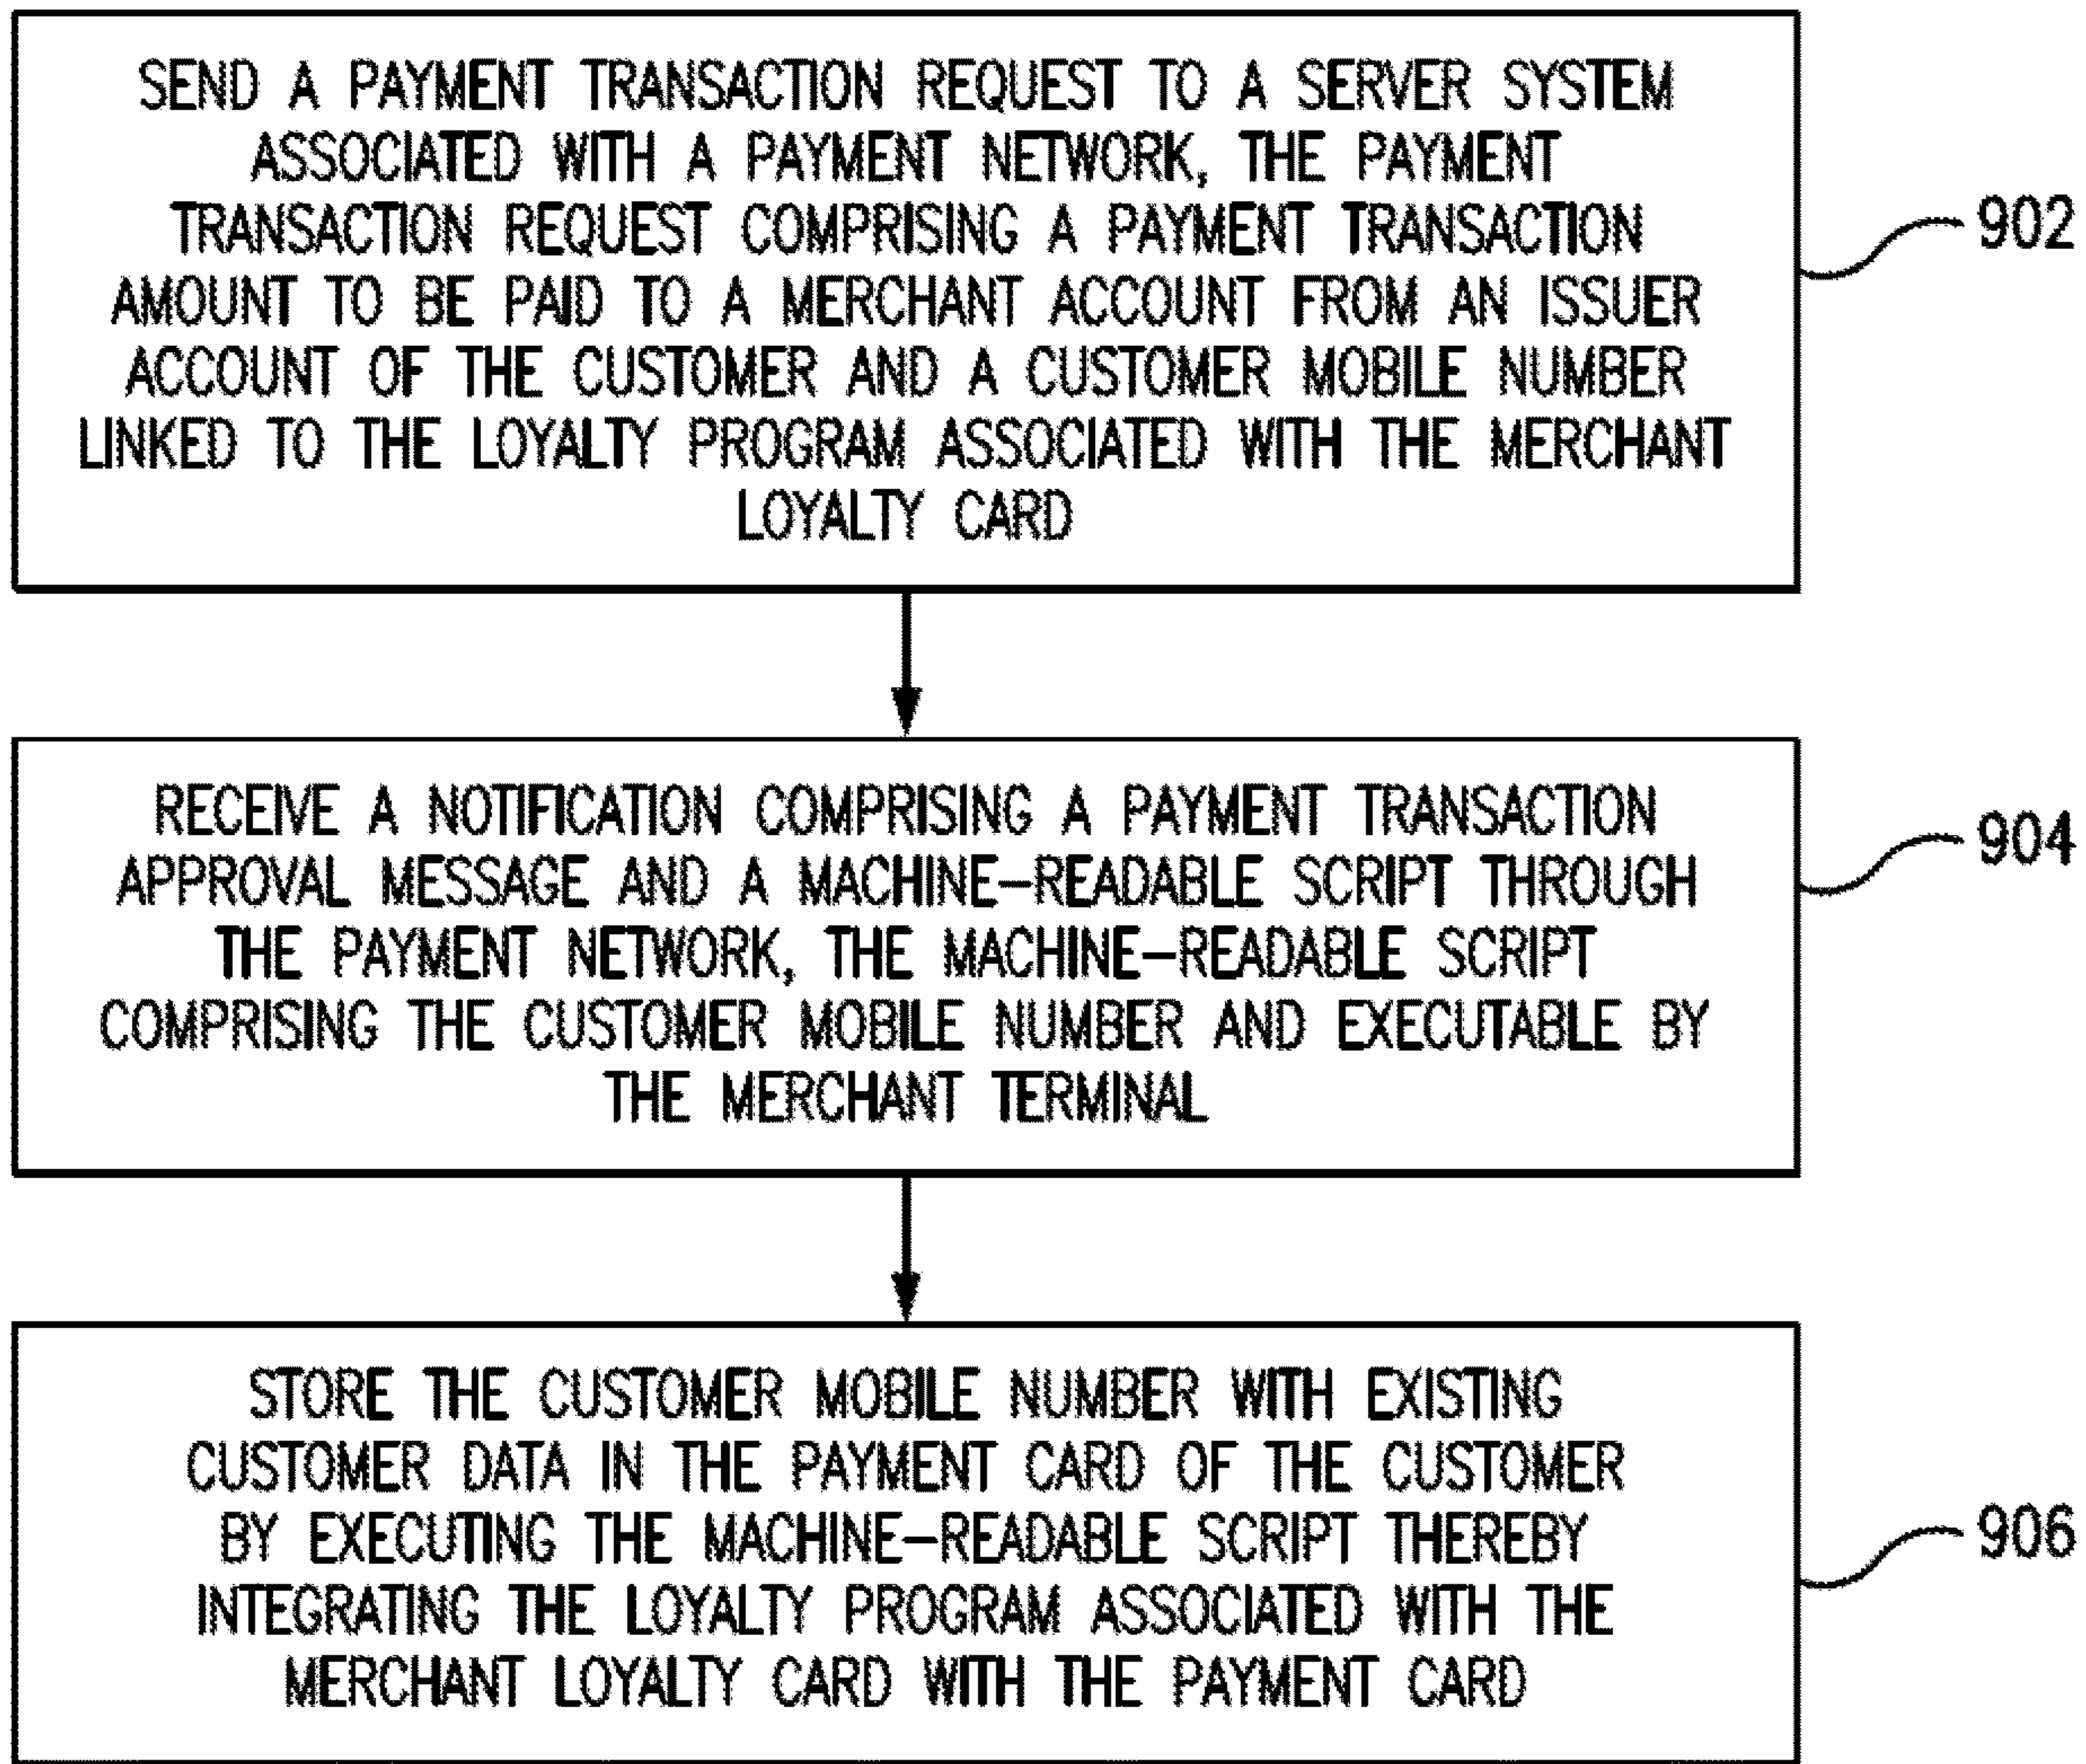 SEND A PAYMENT TRANSACTION REQUEST TO A SERVER SYSTEM
ASSOCIATED WITH A PAYMENT NETWORK, THE PAYMENT
TRANSACTION REQUEST COMPRISING A PAYMENT TRANSACTION
AMOUNT TO BE PAID TO A MERCHANT ACCOUNT FROM AN ISSUER
ACCOUNT OF THE CUSTOMER AND A CUSTOMER MOBILE NUMBER
LINKED TO THE LOYALTY PROGRAM ASSOCIATED WITH THE MERCHANT
LOYALTY CARD
902
RECEIVE A NOTIFICATION COMPRISING A PAYMENT TRANSACTION
APPROVAL MESSAGE AND A MACHINE-READABLE SCRIPT THROUGH
THE PAYMENT NETWORK, THE MACHINE-READABLE SCRIPT
COMPRISING THE CUSTOMER MOBILE NUMBER AND EXECUTABLE BY
THE MERCHANT TERMINAL
904
STORE THE CUSTOMER MOBILE NUMBER WITH EXISTING
CUSTOMER DATA IN THE PAYMENT CARD OF THE CUSTOMER
BY EXECUTING THE MACHINE-READABLE SCRIPT THEREBY
INTEGRATING THE LOYALTY PROGRAM ASSOCIATED WITH THE
MERCHANT LOYALTY CARD WITH THE PAYMENT CARD
906